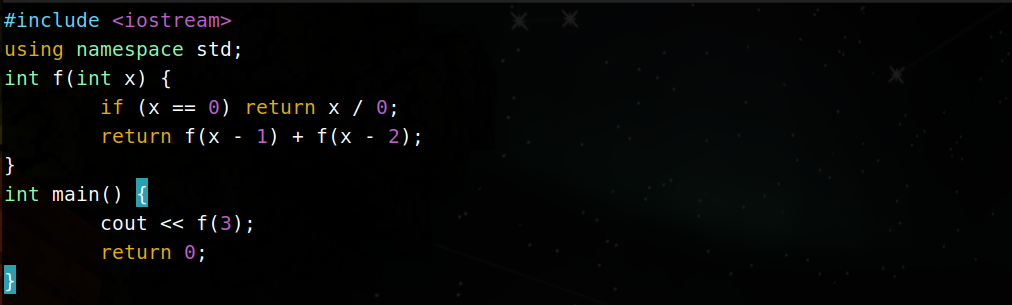 #include <iostream>
using namespace std;
int f(int x) {
        if (x == 0) return x / 0;
        return f(x - 1) + f(x - 2);
}
int main() {
        cout << f(3);
        return 0;
}